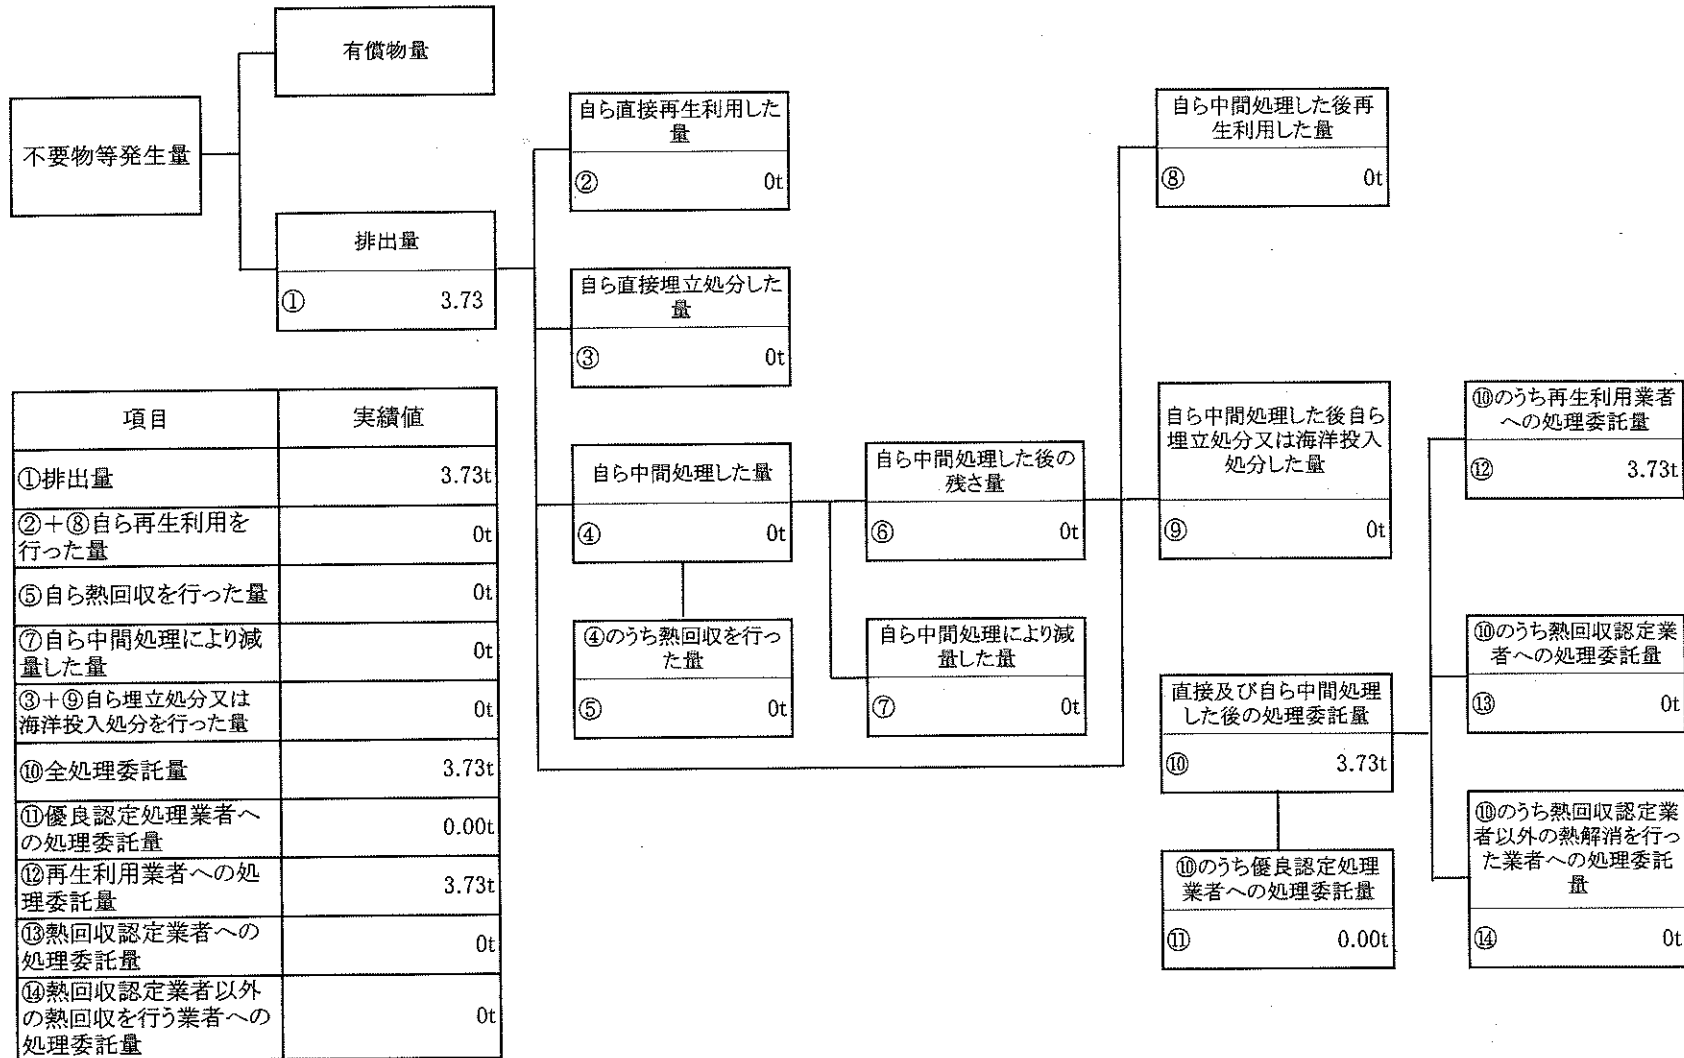 有償物量
不要物等発生量
排出量
① 3.73
自ら直接再生利用した
量
② 0t
自ら直接埋立処分した
量
③ 0t
自ら中間処理した量
④ 0t
④のうち熱回収を行っ
た量
⑤ 0t
自ら中間処理した後の
残さ量
⑥ 0t
自ら中間処理により減
量した量
⑦ 0t
自ら中間処理した後再
生利用した量
⑧ 0t
自ら中間処理した後自ら
埋立処分又は海洋投入
処分した量
⑨ 0t
直接及び自ら中間処理
した後の処理委託量
⑩ 3.73t
⑩のうち優良認定処理
業者への処理委託量
⑪ 0.00t
⑩のうち再生利用業者
への処理委託量
⑫ 3.73t
⑩のうち熱回収認定業
者への処理委託量
⑬ 0t
⑩のうち熱回収認定業
者以外の熱解消を行っ
た業者への処理委託
量
⑭ 0t
項目 実績値
①排出量 3.73t
②+⑧自ら再生利用を
行った量 0t
⑤自ら熱回収を行った量 0t
⑦自ら中間処理により減
量した量 0t
③+⑨自ら埋立処分又は
海洋投入処分を行った量 0t
⑩全処理委託量 3.73t
⑪優良認定処理業者へ
の処理委託量 0.00t
⑫再生利用業者への処
理委託量 3.73t
⑬熱回収認定業者への
処理委託量 0t
⑭熱回収認定業者以外
の熱回収を行う業者への
処理委託量 0t